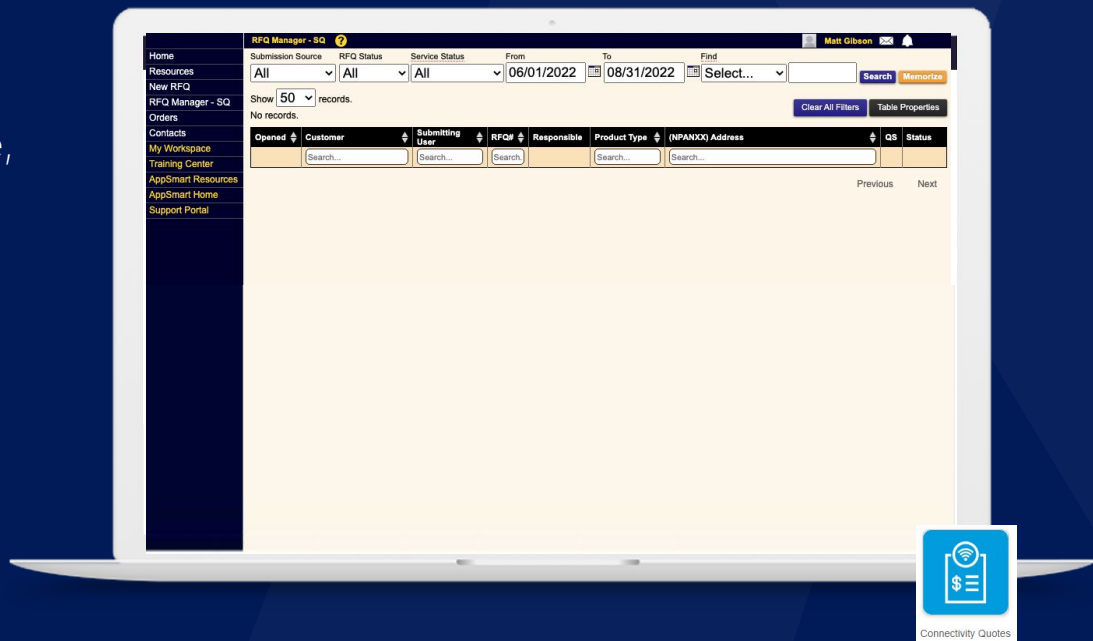 RFQ Manager - SQ ?
Matt Gibson
Home
Resources
New RFQ
RFQ Manager - SQ
Orders
Contacts
My Workspace
Training Center
AppSmart Resources
AppSmart Home
Support Portal
Submission Source RFQ Status Service Status From To Find
All All All 06/01/2022 08/31/2022 Select... Search Memorize
Show 50 records.
Clear All Filters Table Properties
No records.
Opened Customer Submitting User RFQ# Responsible Product Type (NPANXX) Address QS Status
Search... Search... Search. Search... Search...
Previous Next
$
Connectivity Quotes